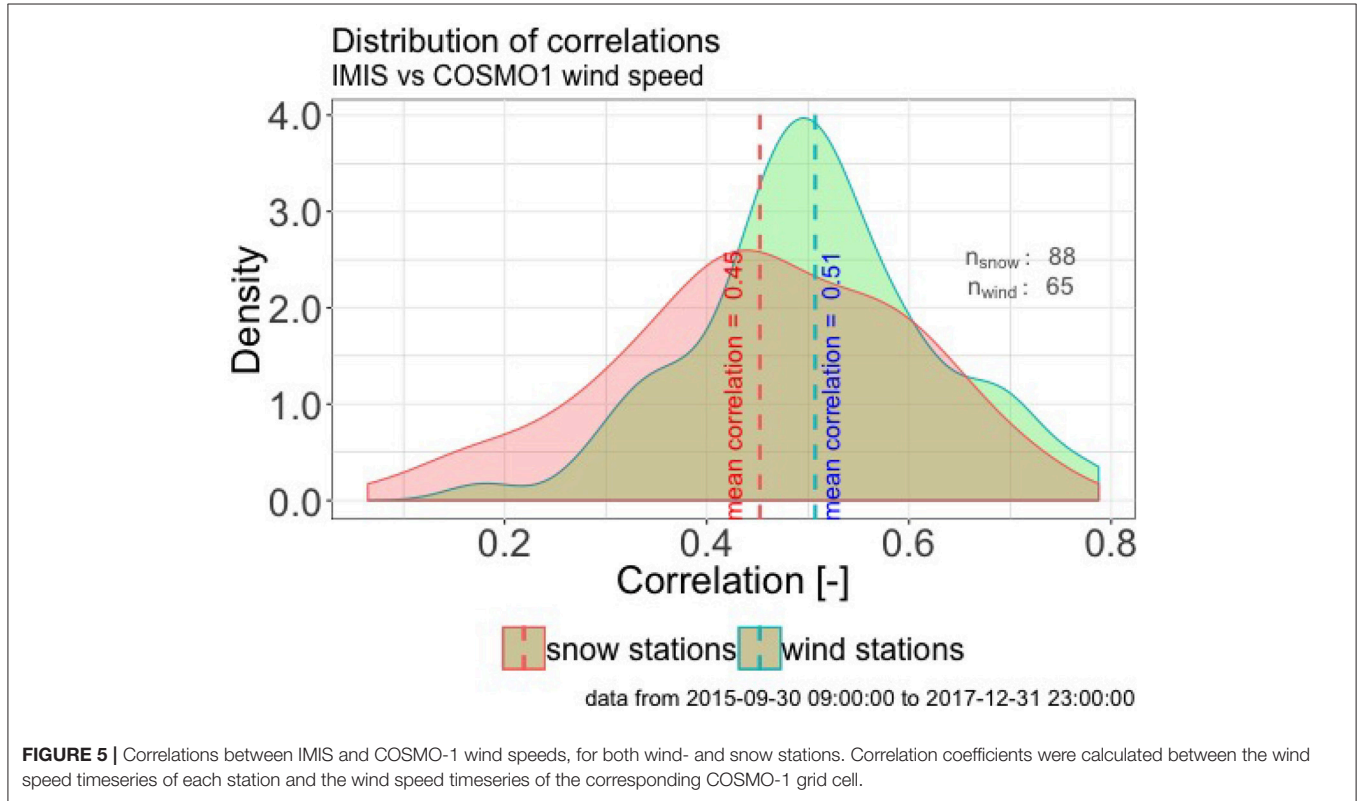 Distribution of correlations
IMIS vs COSMO1 wind speed
4.0
3.0
2.0
1.0
0.0
Density
mean correlation = 0.45
mean correlation = 0.51
nsnow : 88
nwind : 65
0.2 0.4 0.6 0.8
Correlation [-]
snow stations wind stations
data from 2015-09-30 09:00:00 to 2017-12-31 23:00:00
FIGURE 5 | Correlations between IMIS and COSMO-1 wind speeds, for both wind- and snow stations. Correlation coefficients were calculated between the wind
speed timeseries of each station and the wind speed timeseries of the corresponding COSMO-1 grid cell.